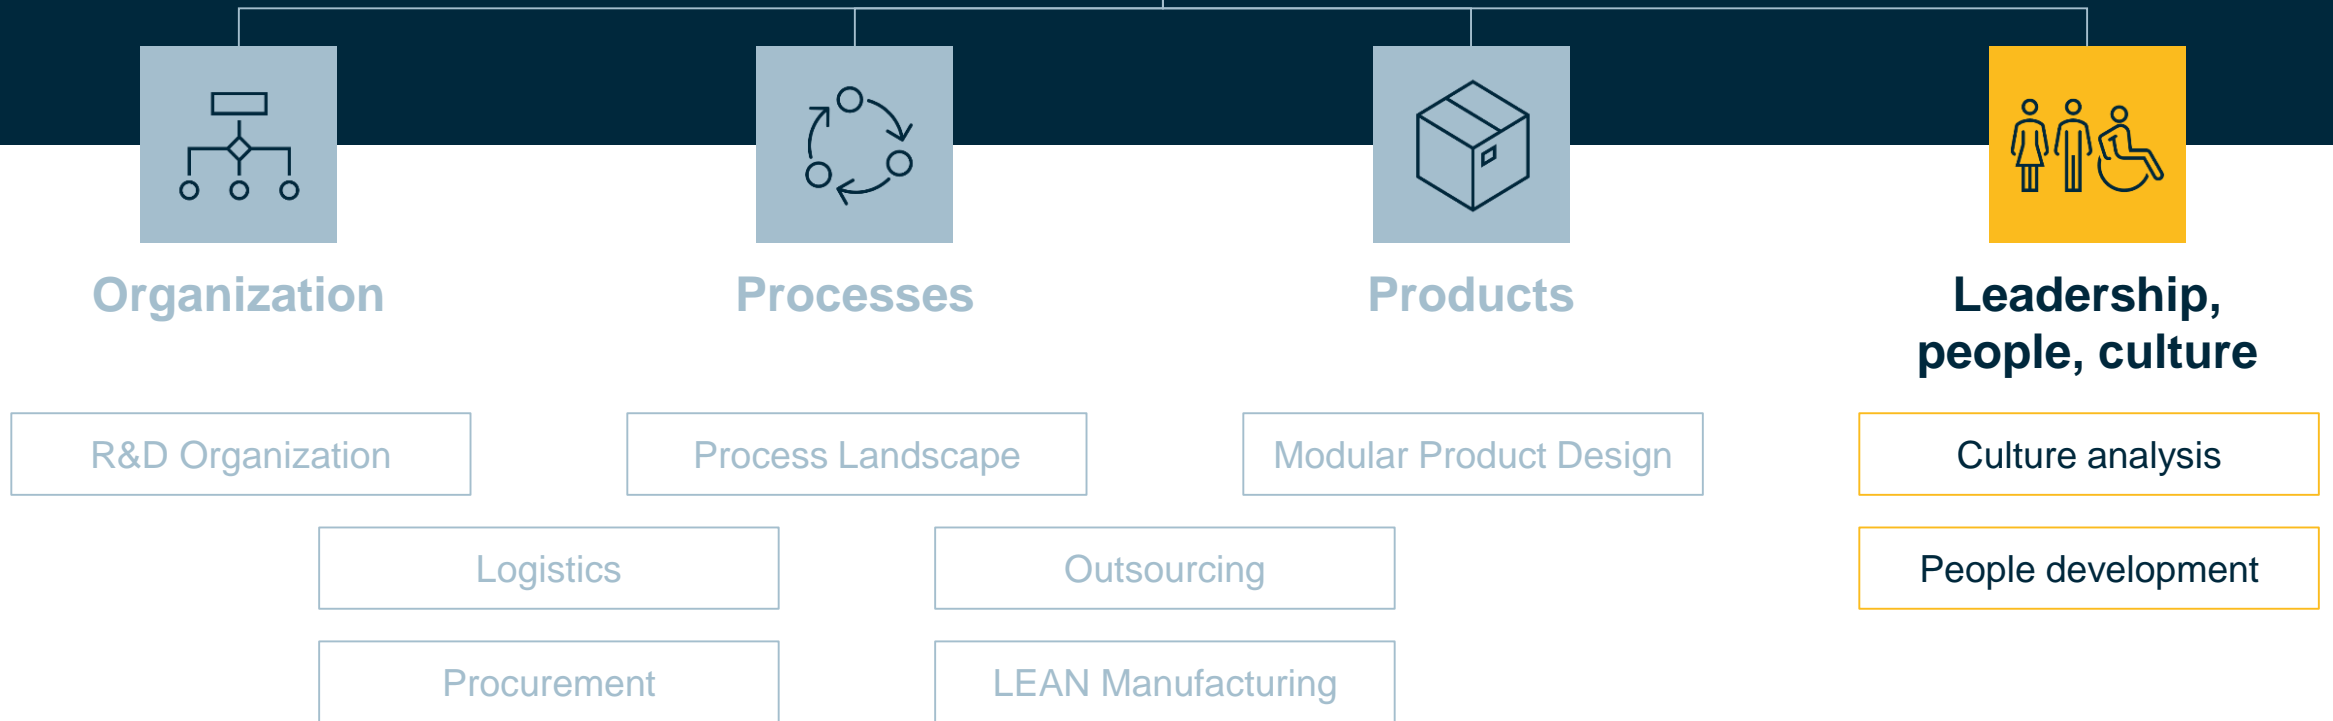 Organization
Processes
Products
Leadership,
people, culture
R&D Organization
Process Landscape
Modular Product Design
Culture analysis
Logistics
Outsourcing
People development
Procurement
LEAN Manufacturing